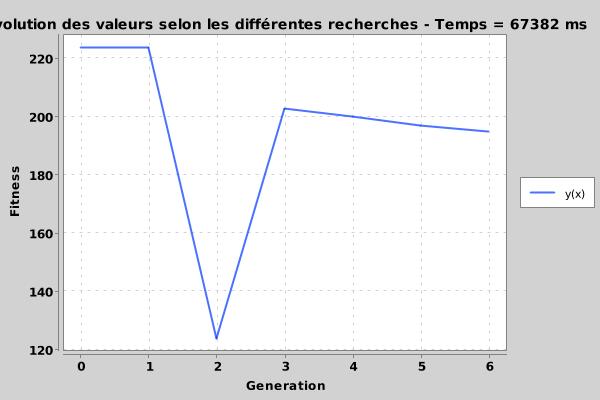 volution des valeurs selon les différentes recherches - Temps = 67382 ms
220
200
180
160
140
120
Fitness
0 1 2 3 4 5 6
Generation
y(x)